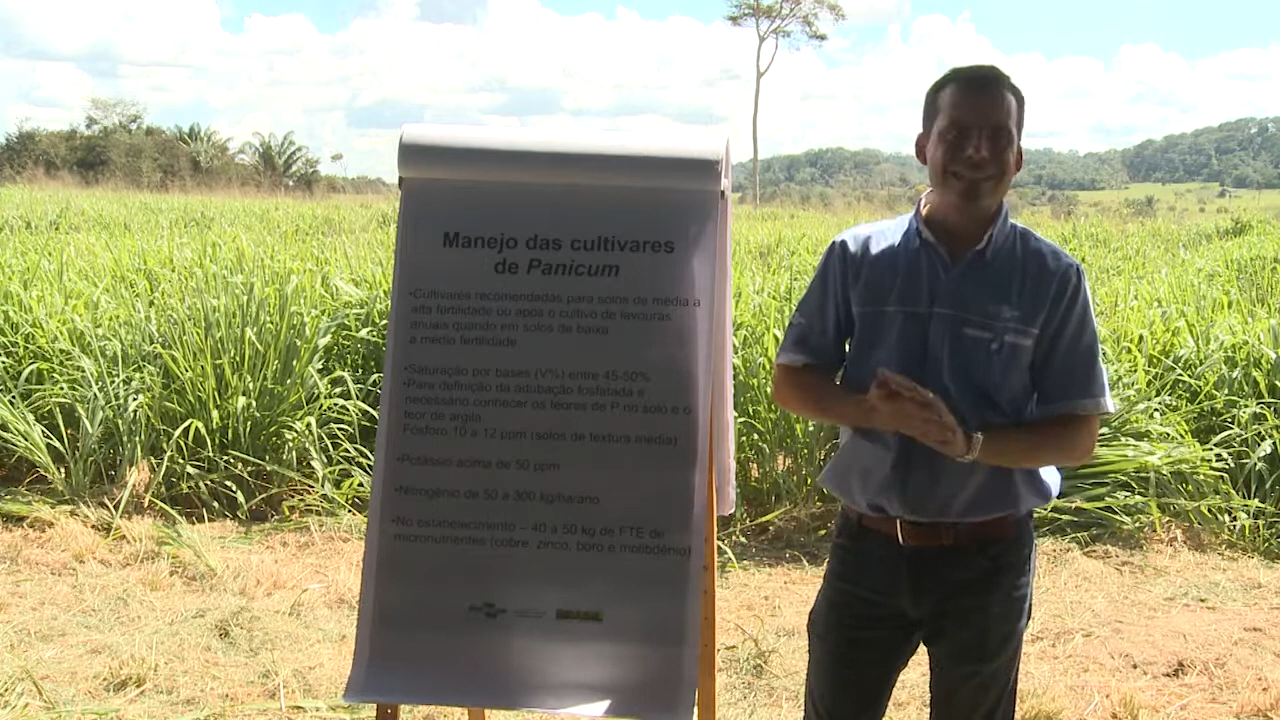 Manejo das cultivares
de Panicum
•Cultivares recomendadas para solos de média a
alta fertilidade ou após o cultivo de lavouras
anuais quando em solos de baixa
a média fertilidade
•Saturação por bases (V%) entre 45-50%
•Para definição da adubação fosfatada é
necessário conhecer os teores de P no solo e o
teor de argila
Fósforo 10 a 12 ppm (solos de textura média)
•Potássio acima de 50 ppm
•Nitrogênio de 50 a 300 kg/ha/ano
•No estabelecimento – 40 a 50 kg de FTE de
micronutrientes (cobre, zinco, boro e molibdênio)
BRASIL